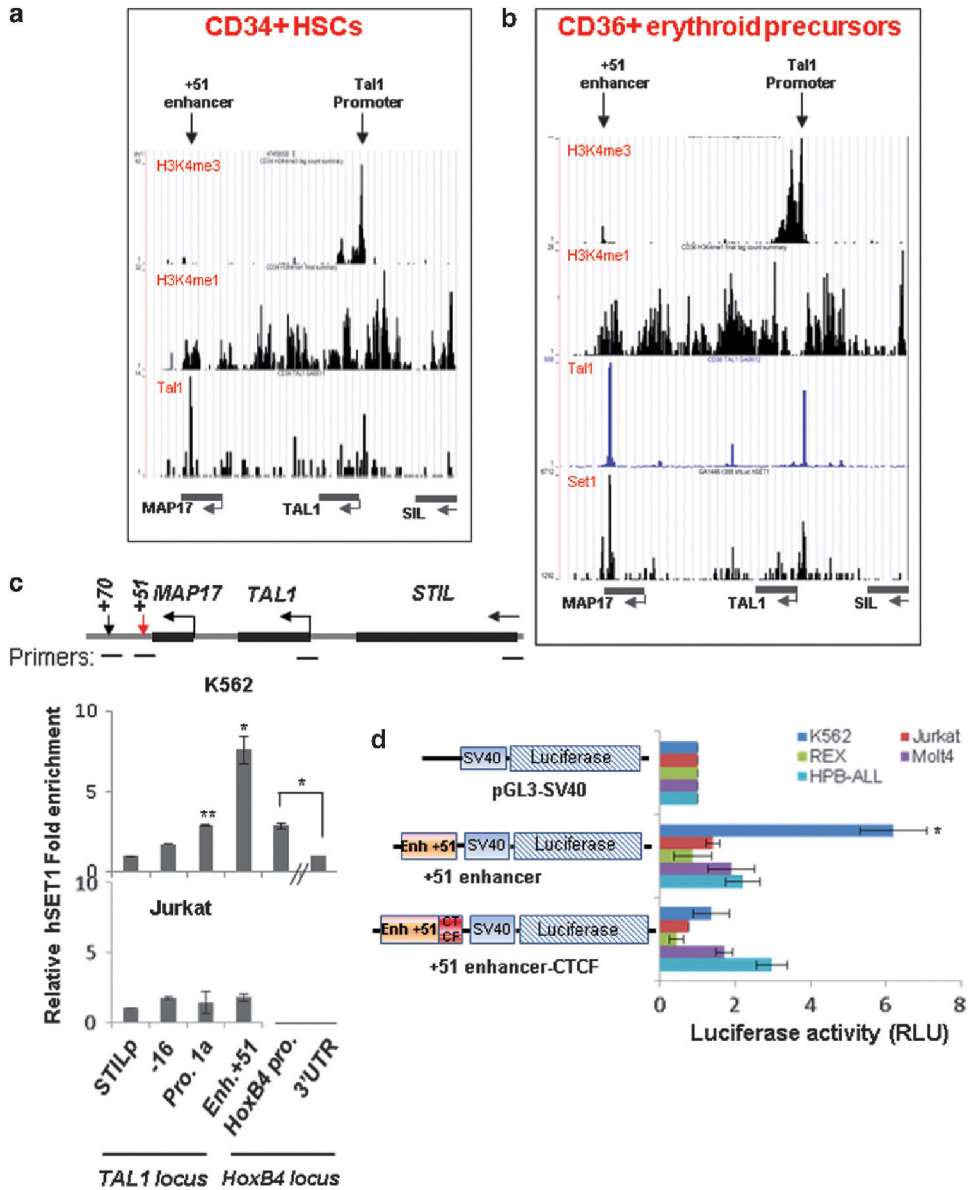 a
CD34+ HSCs
+51
enhancer
Tal1
Promoter
H3K4me3
H3K4me1
Tal1
MAP17
TAL1
SIL
b
CD36+ erythroid precursors
+51
enhancer
Tal1
Promoter
H3K4me3
H3K4me1
Tal1
Set1
MAP17
TAL1
SIL
c
+70
+51
MAP17
TAL1
STIL
Primers:
K562
Relative hSET1 Fold enrichment
10
5
0
**
*
*
//
Jurkat
10
5
0
STILp
-16
Pro. 1a
Enh.+51
HoxB4 pro.
3'UTR
TAL1 locus
HoxB4 locus
d
K562
Jurkat
REX
Molt4
HPB-ALL
SV40
Luciferase
pGL3-SV40
Enh +51
SV40
Luciferase
+51 enhancer
*
Enh +51
CT
CF
SV40
Luciferase
+51 enhancer-CTCF
0 2 4 6 8
Luciferase activity (RLU)